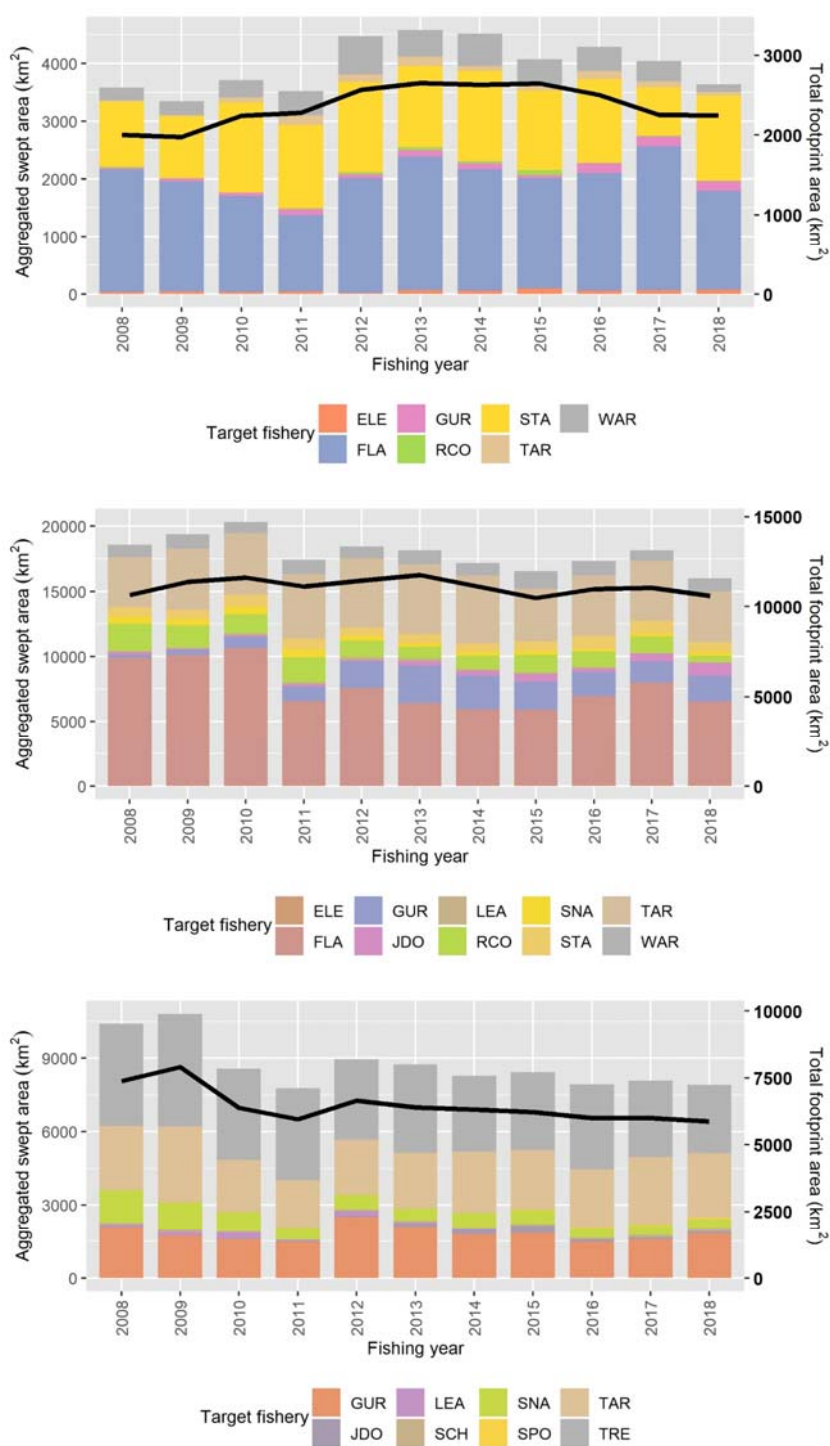 Aggregated swept area (km²)
4000
3000
2000
1000
0
3000
2000
1000
0
Total footprint area (km²)
2008 2009 2010 2011 2012 2013 2014 2015 2016 2017 2018
Fishing year
Target fishery
ELE GUR STA WAR
FLA RCO TAR
Aggregated swept area (km²)
20000
15000
10000
5000
0
15000
10000
5000
0
Total footprint area (km²)
2008 2009 2010 2011 2012 2013 2014 2015 2016 2017 2018
Fishing year
Target fishery
ELE GUR LEA SNA TAR
FLA JDO RCO STA WAR
Aggregated swept area (km²)
9000
6000
3000
0
10000
7500
5000
2500
0
Total footprint area (km²)
2008 2009 2010 2011 2012 2013 2014 2015 2016 2017 2018
Fishing year
Target fishery
GUR LEA SNA TAR
JDO SCH SPO TRE